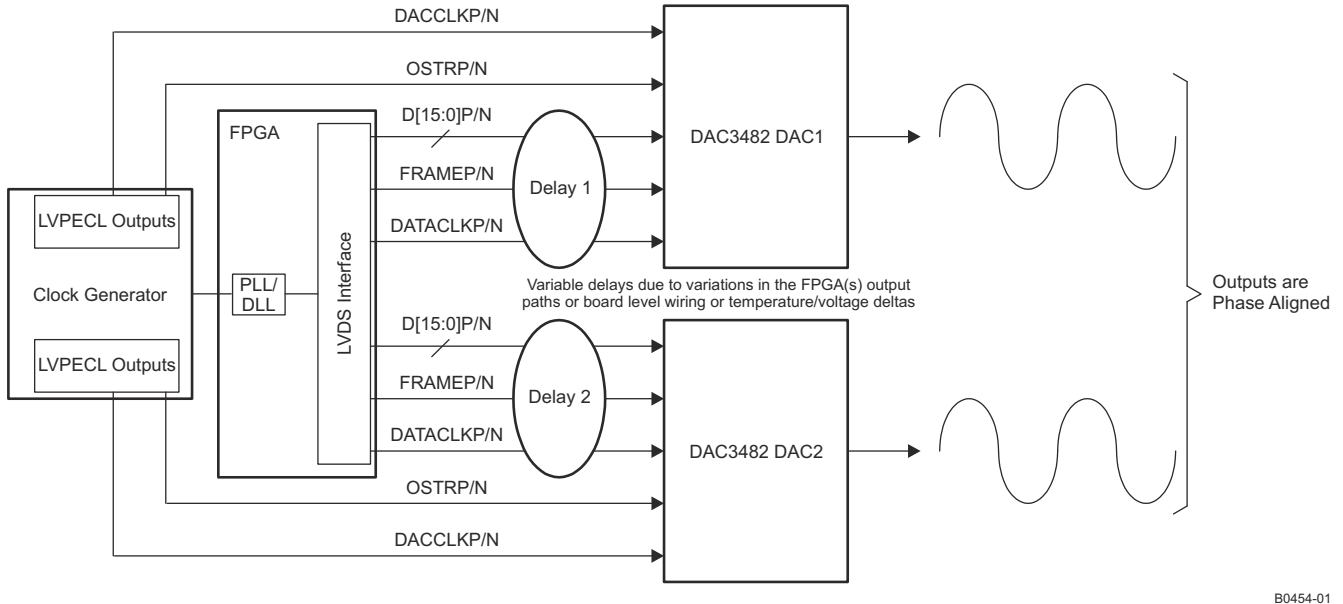 DACCLKP/N
OSTRP/N
D[15:0]P/N
FPGA
FRAMEP/N
DATACLKP/N
Delay 1
DAC3482 DAC1
LVPECL Outputs
Clock Generator
LVPECL Outputs
PLL/
DLL
LVDS Interface
Variable delays due to variations in the FPGA(s) output
paths or board level wiring or temperature/voltage deltas
Outputs are
Phase Aligned
D[15:0]P/N
FRAMEP/N
DATACLKP/N
Delay 2
DAC3482 DAC2
OSTRP/N
DACCLKP/N
B0454-01